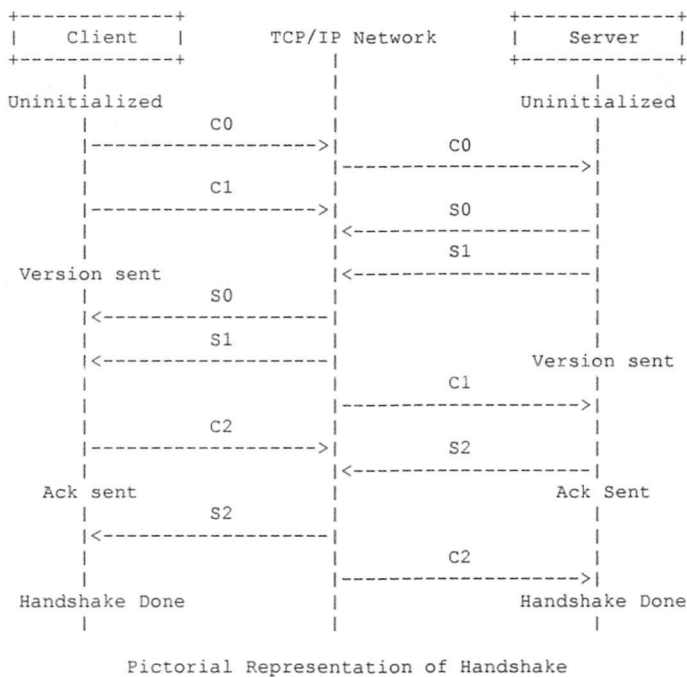 Client TCP/IP Network Server
Uninitialized Uninitialized
C0
C0
C1
S0
S1
Version sent
S0
S1
Version sent
C1
C2
S2
Ack sent Ack Sent
S2
C2
Handshake Done Handshake Done
Pictorial Representation of Handshake